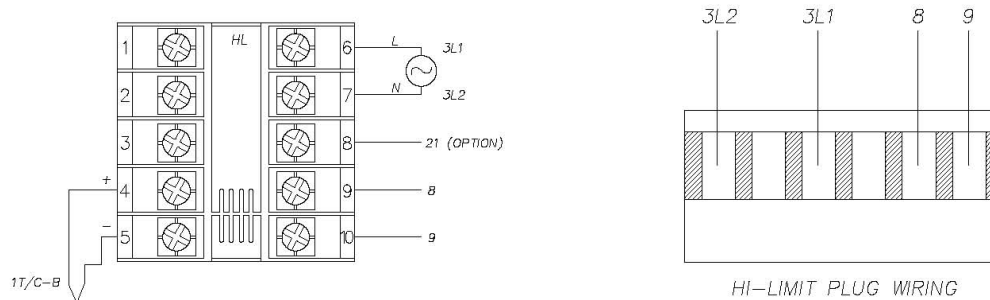 HL
1
2
3
4
5
6
7
8
9
10
L
N
3L1
3L2
21 (OPTION)
8
9
+
-
1T/C-B
3L2 3L1 8 9
HI-LIMIT PLUG WIRING